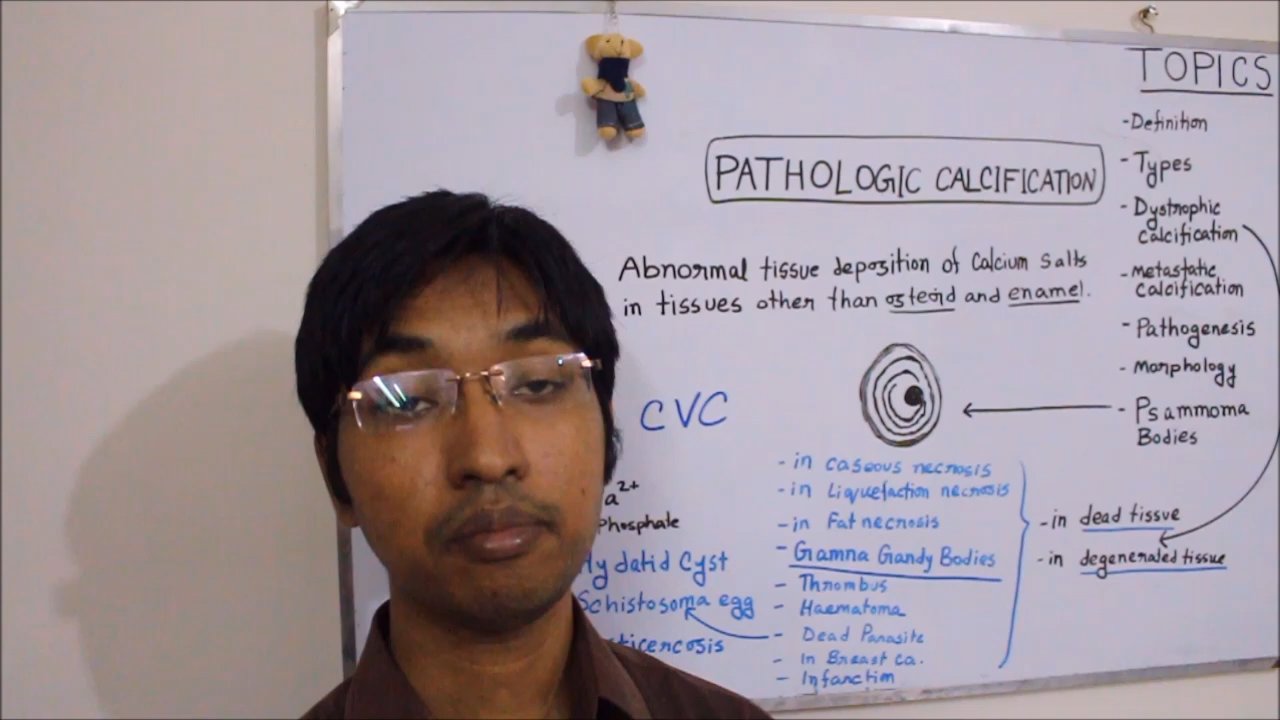 TOPICS
-Definition
- Types
- Dystrophic
calcification
- metastatic
calcification
- Pathogenesis
- Morphology
- Psammoma
Bodies
PATHOLOGIC CALCIFICATION
Abnormal tissue deposition of Calcium salts
in tissues other than osteoid and enamel.
CVC
a2+
phosphate
Hydatid Cyst
Schistosoma egg
ticercosis
- in caseous necrosis
- in Liquefaction necrosis
- in Fat necrosis
- Gamna Gandy Bodies
- Thrombus
- Haematoma
- Dead Parasite
- In Breast ca.
- Infarction
- in dead tissue
- in degenerated tissue